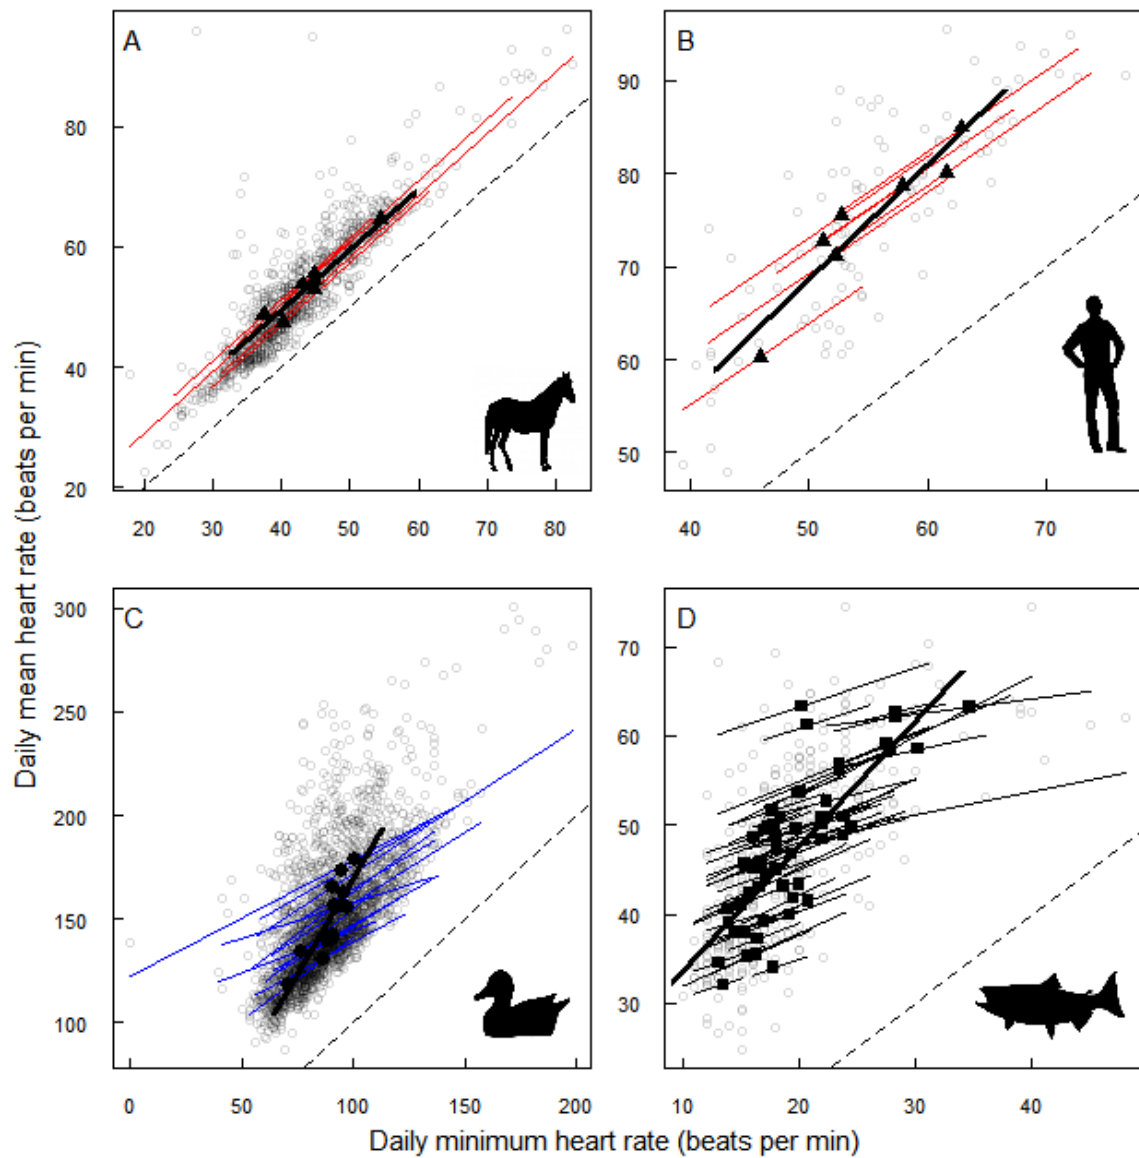 A
B
80
60
40
20
20 30 40 50 60 70 80
90
80
70
60
50
40 50 60 70
C
D
300
250
200
150
100
0 50 100 150 200
70
60
50
40
30
10 20 30 40
Daily mean heart rate (beats per min)
Daily minimum heart rate (beats per min)